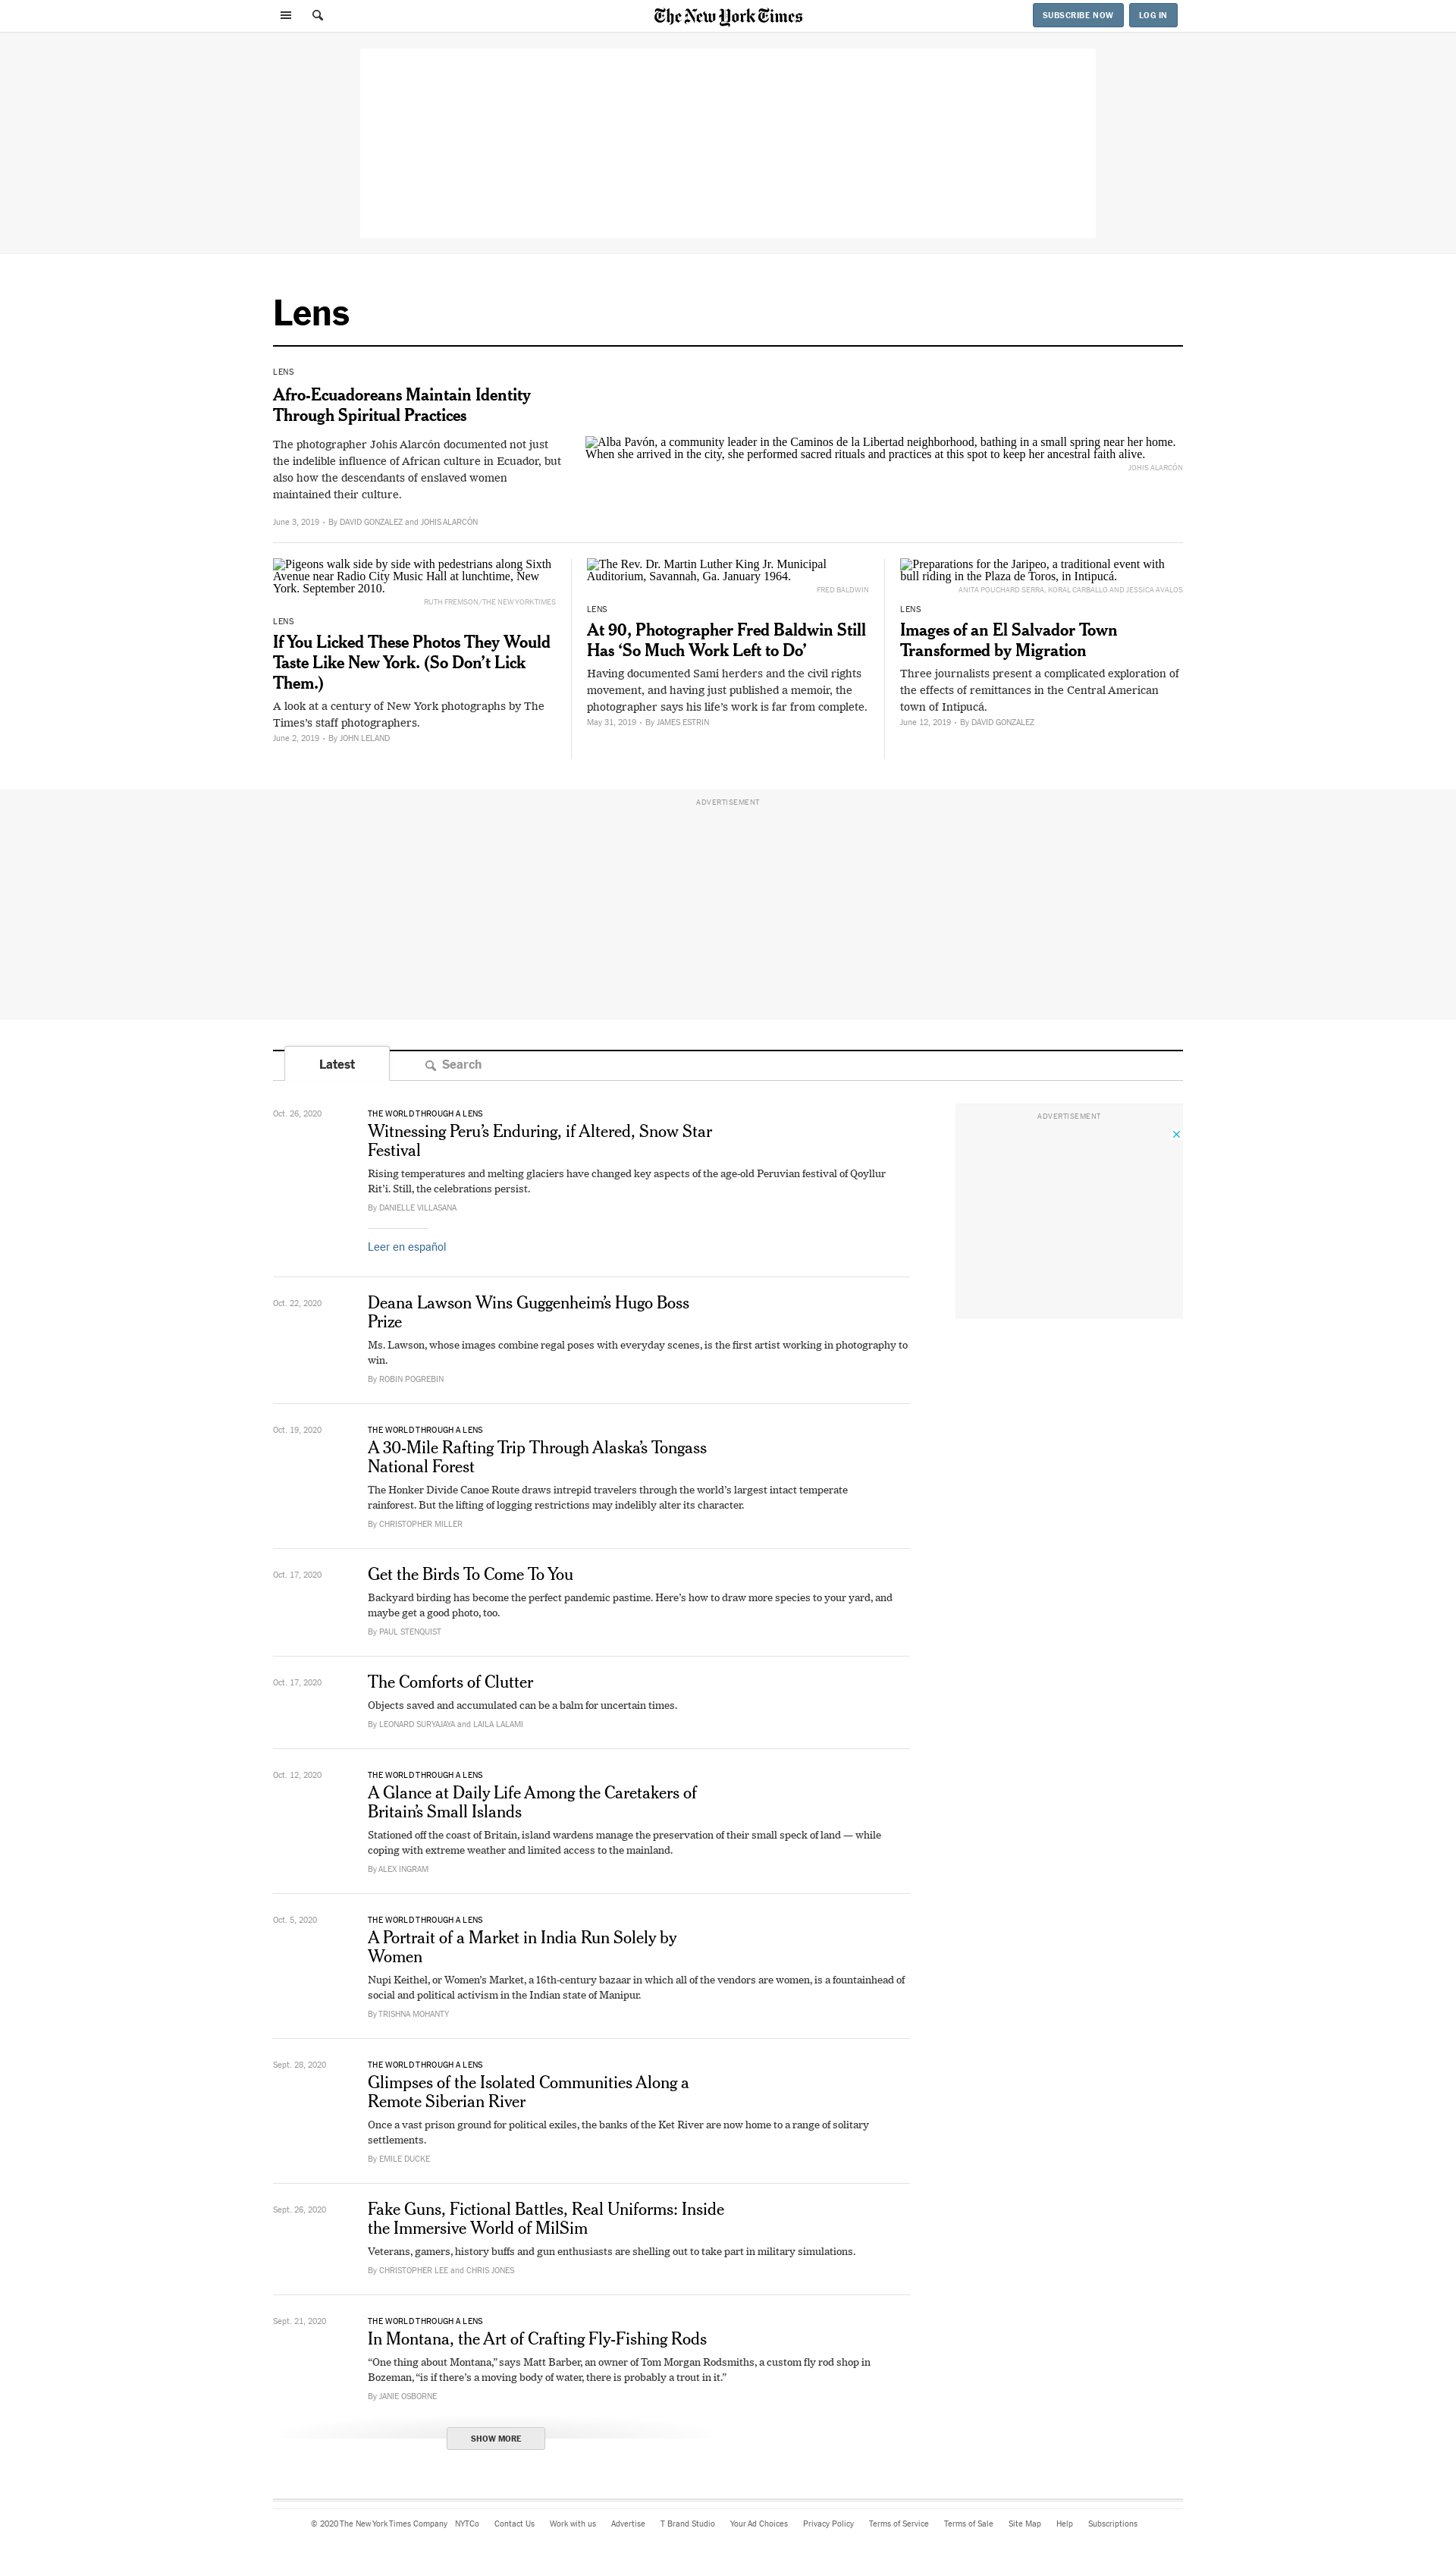 The New York Times
SUBSCRIBE NOW
LOG IN
Lens
LENS
Afro-Ecuadoreans Maintain Identity
Through Spiritual Practices
The photographer Johis Alarcón documented not just
the indelible influence of African culture in Ecuador, but
also how the descendants of enslaved women
maintained their culture.
June 3, 2019 - By DAVID GONZALEZ and JOHIS ALARCÓN
Alba Pavón, a community leader in the Caminos de la Libertad neighborhood, bathing in a small spring near her home.
When she arrived in the city, she performed sacred rituals and practices at this spot to keep her ancestral faith alive.
JOHIS ALARCÓN
Pigeons walk side by side with pedestrians along Sixth
Avenue near Radio City Music Hall at lunchtime, New
York. September 2010.
RUTH FREMSON/THE NEW YORK TIMES
LENS
If You Licked These Photos They Would
Taste Like New York. (So Don’t Lick
Them.)
A look at a century of New York photographs by The
Times’s staff photographers.
June 2, 2019 - By JOHN LELAND
The Rev. Dr. Martin Luther King Jr. Municipal
Auditorium, Savannah, Ga. January 1964.
FRED BALDWIN
LENS
At 90, Photographer Fred Baldwin Still
Has ‘So Much Work Left to Do’
Having documented Sami herders and the civil rights
movement, and having just published a memoir, the
photographer says his life’s work is far from complete.
May 31, 2019 - By JAMES ESTRIN
Preparations for the Jaripeo, a traditional event with
bull riding in the Plaza de Toros, in Intipucá.
ANITA POUCHARD SERRA, KORAL CARBALLO AND JESSICA AVALOS
LENS
Images of an El Salvador Town
Transformed by Migration
Three journalists present a complicated exploration of
the effects of remittances in the Central American
town of Intipucá.
June 12, 2019 - By DAVID GONZALEZ
ADVERTISEMENT
Latest
Search
ADVERTISEMENT
Oct. 26, 2020
THE WORLD THROUGH A LENS
Witnessing Peru’s Enduring, if Altered, Snow Star
Festival
Rising temperatures and melting glaciers have changed key aspects of the age-old Peruvian festival of Qoyllur
Rit’i. Still, the celebrations persist.
By DANIELLE VILLASANA
Leer en español
Oct. 22, 2020
Deana Lawson Wins Guggenheim’s Hugo Boss
Prize
Ms. Lawson, whose images combine regal poses with everyday scenes, is the first artist working in photography to
win.
By ROBIN POGREBIN
Oct. 19, 2020
THE WORLD THROUGH A LENS
A 30-Mile Rafting Trip Through Alaska’s Tongass
National Forest
The Honker Divide Canoe Route draws intrepid travelers through the world’s largest intact temperate
rainforest. But the lifting of logging restrictions may indelibly alter its character.
By CHRISTOPHER MILLER
Oct. 17, 2020
Get the Birds To Come To You
Backyard birding has become the perfect pandemic pastime. Here’s how to draw more species to your yard, and
maybe get a good photo, too.
By PAUL STENQUIST
Oct. 17, 2020
The Comforts of Clutter
Objects saved and accumulated can be a balm for uncertain times.
By LEONARD SURYAJAYA and LAILA LALAMI
Oct. 12, 2020
THE WORLD THROUGH A LENS
A Glance at Daily Life Among the Caretakers of
Britain’s Small Islands
Stationed off the coast of Britain, island wardens manage the preservation of their small speck of land — while
coping with extreme weather and limited access to the mainland.
By ALEX INGRAM
Oct. 5, 2020
THE WORLD THROUGH A LENS
A Portrait of a Market in India Run Solely by
Women
Nupi Keithel, or Women’s Market, a 16th-century bazaar in which all of the vendors are women, is a fountainhead of
social and political activism in the Indian state of Manipur.
By TRISHNA MOHANTY
Sept. 28, 2020
THE WORLD THROUGH A LENS
Glimpses of the Isolated Communities Along a
Remote Siberian River
Once a vast prison ground for political exiles, the banks of the Ket River are now home to a range of solitary
settlements.
By EMILE DUCKE
Sept. 26, 2020
Fake Guns, Fictional Battles, Real Uniforms: Inside
the Immersive World of MilSim
Veterans, gamers, history buffs and gun enthusiasts are shelling out to take part in military simulations.
By CHRISTOPHER LEE and CHRIS JONES
Sept. 21, 2020
THE WORLD THROUGH A LENS
In Montana, the Art of Crafting Fly-Fishing Rods
“One thing about Montana,” says Matt Barber, an owner of Tom Morgan Rodsmiths, a custom fly rod shop in
Bozeman, “is if there’s a moving body of water, there is probably a trout in it.”
By JANIE OSBORNE
SHOW MORE
© 2020 The New York Times Company NYTCo Contact Us Work with us Advertise T Brand Studio Your Ad Choices Privacy Policy Terms of Service Terms of Sale Site Map Help Subscriptions